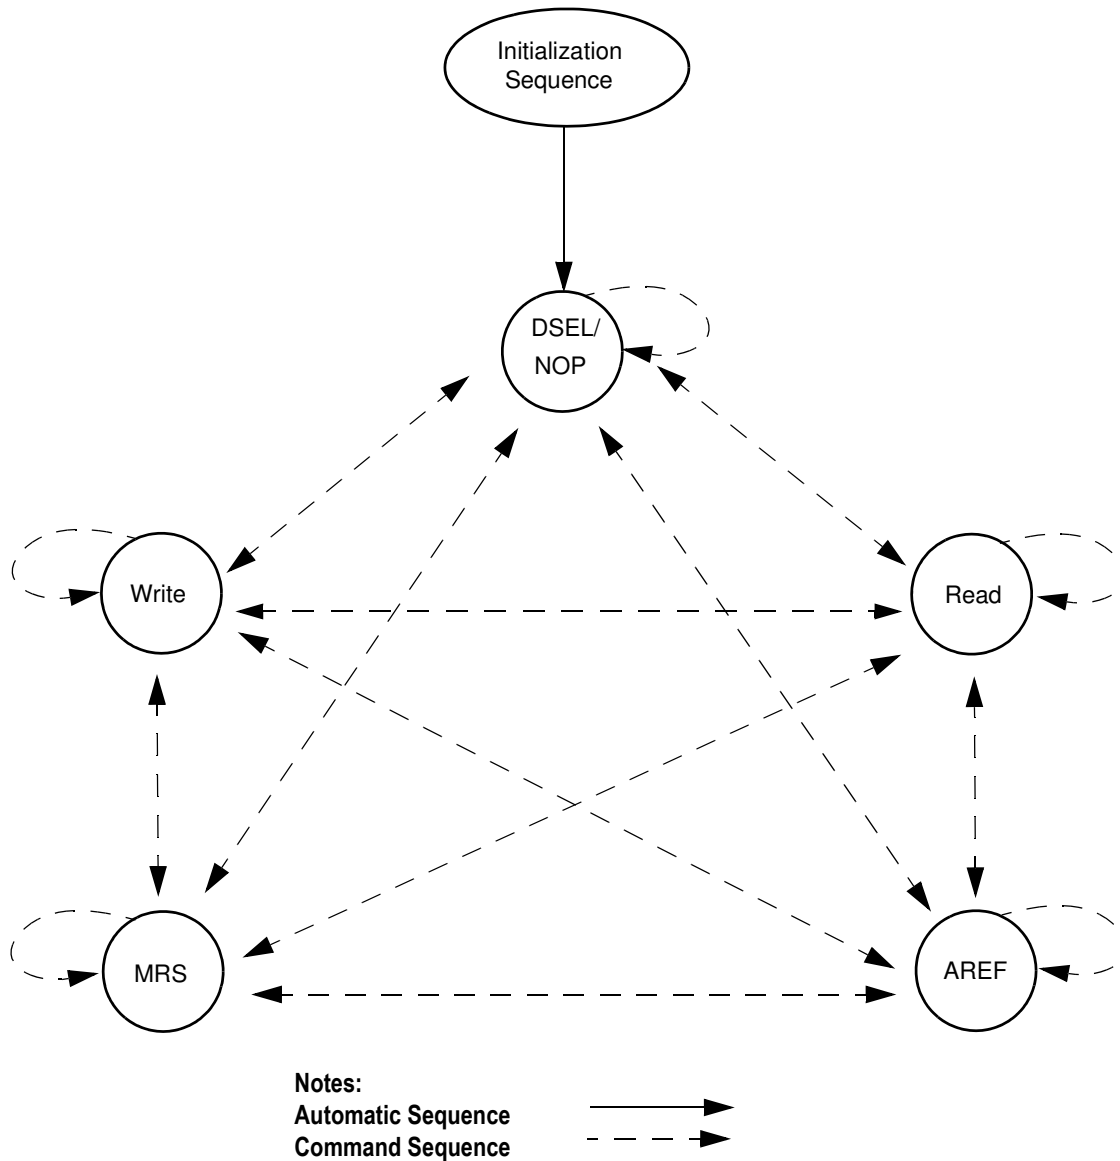 Initialization
Sequence
DSEL/
NOP
Write
Read
MRS
AREF
Notes:
Automatic Sequence
Command Sequence